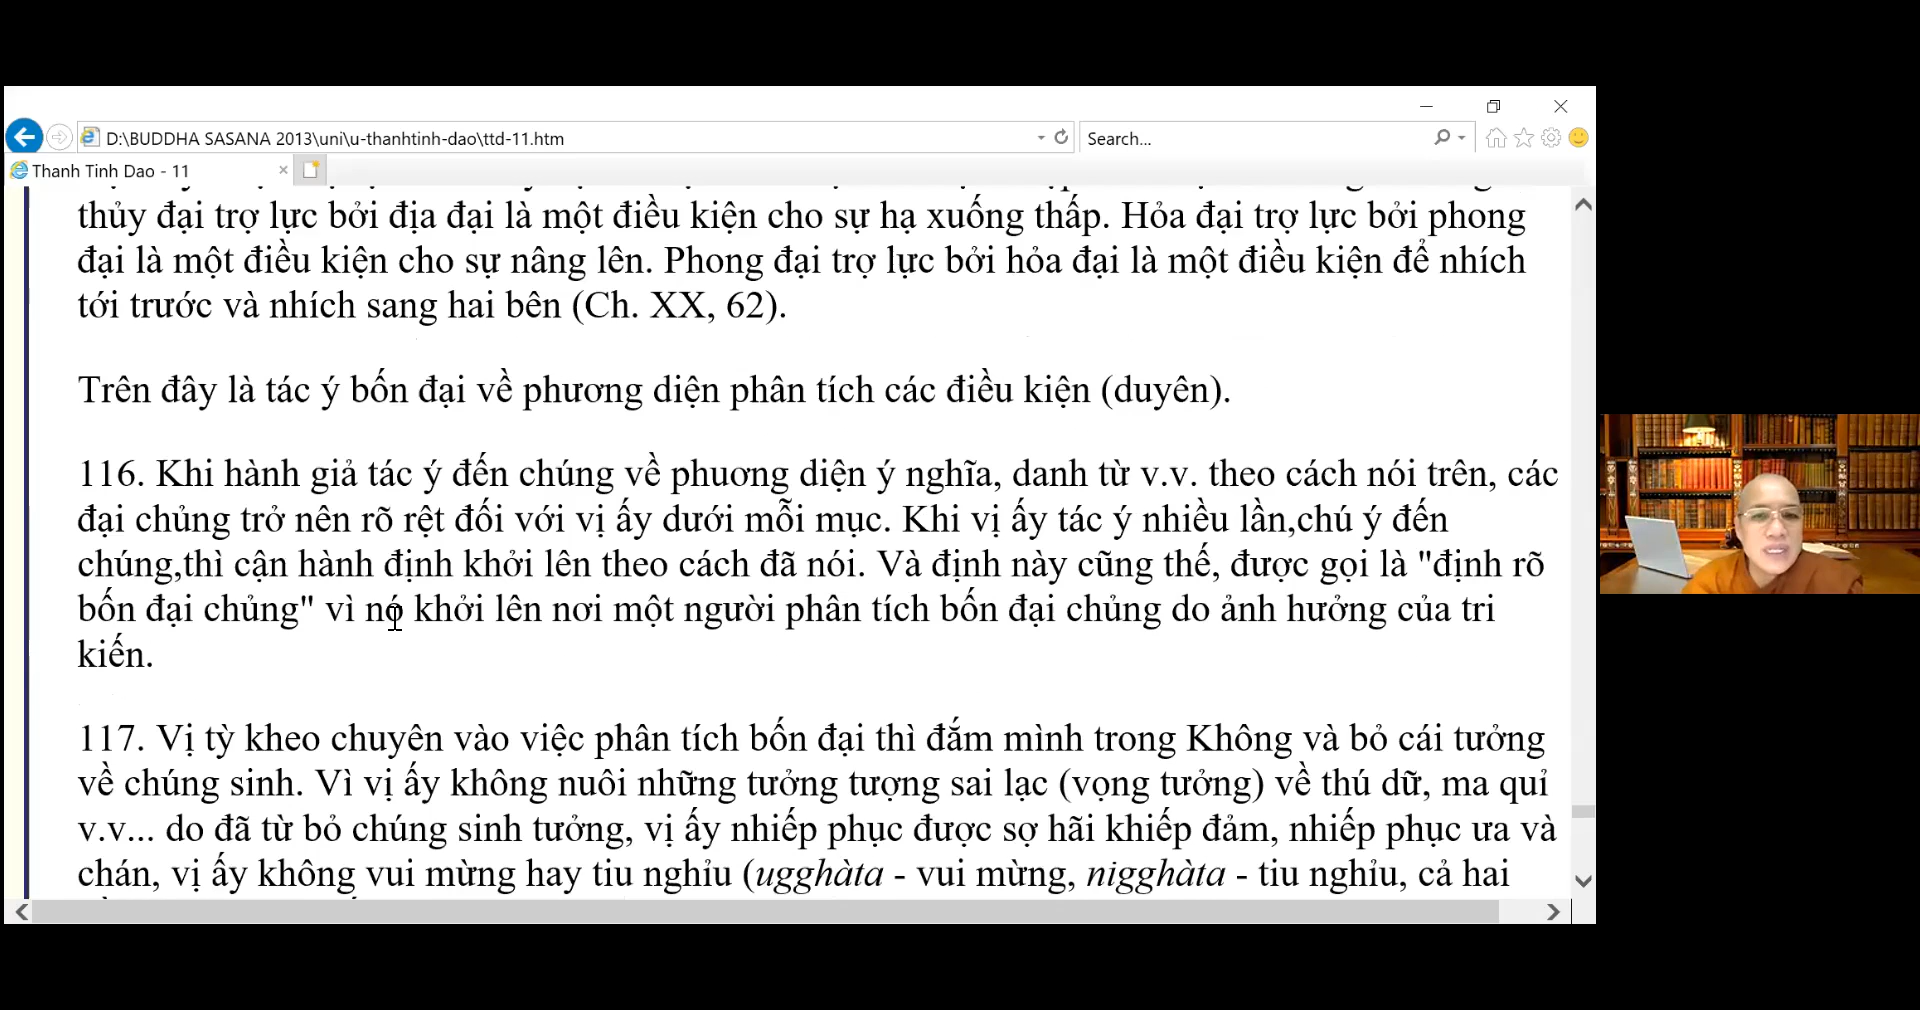 D:\BUDDHA SASANA 2013\uni\u-thanhtinh-dao\ttd-11.htm
Search...
Thanh Tinh Dao - 11
thủy đại trợ lực bởi địa đại là một điều kiện cho sự hạ xuống thấp. Hỏa đại trợ lực bởi phong
đại là một điều kiện cho sự nâng lên. Phong đại trợ lực bởi hỏa đại là một điều kiện để nhích
tới trước và nhích sang hai bên (Ch. XX, 62).
Trên đây là tác ý bốn đại về phương diện phân tích các điều kiện (duyên).
116. Khi hành giả tác ý đến chúng về phuơng diện ý nghĩa, danh từ v.v. theo cách nói trên, các
đại chủng trở nên rõ rệt đối với vị ấy dưới mỗi mục. Khi vị ấy tác ý nhiều lần,chú ý đến
chúng,thì cận hành định khởi lên theo cách đã nói. Và định này cũng thế, được gọi là "định rõ
bốn đại chủng" vì nó khởi lên nơi một người phân tích bốn đại chủng do ảnh hưởng của tri
kiến.
117. Vị tỳ kheo chuyên vào việc phân tích bốn đại thì đắm mình trong Không và bỏ cái tưởng
về chúng sinh. Vì vị ấy không nuôi những tưởng tượng sai lạc (vọng tưởng) về thú dữ, ma quỉ
v.v... do đã từ bỏ chúng sinh tưởng, vị ấy nhiếp phục được sợ hãi khiếp đảm, nhiếp phục ưa và
chán, vị ấy không vui mừng hay tiu nghỉu (ugghàta - vui mừng, nigghàta - tiu nghỉu, cả hai